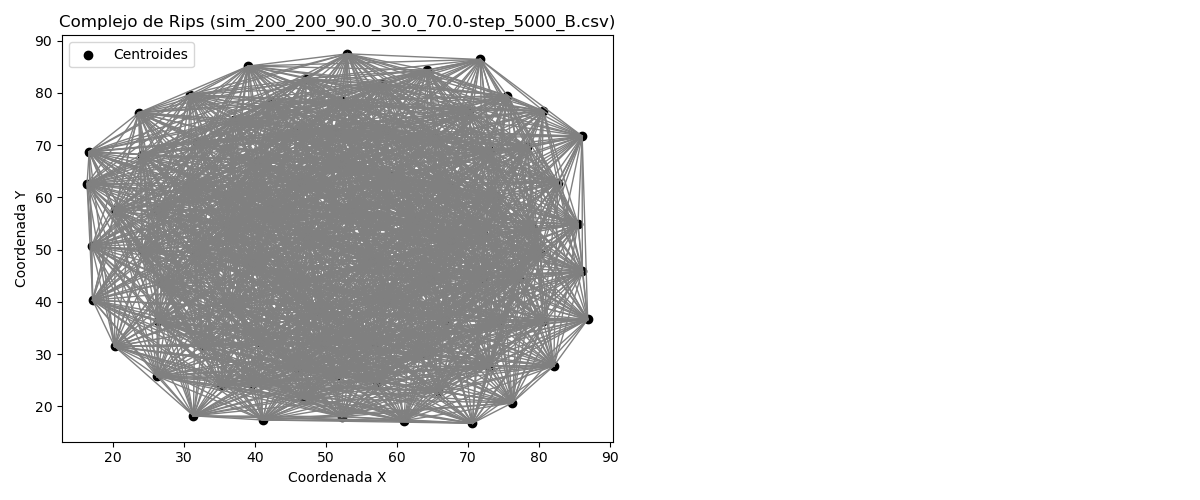 Complejo de Rips (sim_200_200_90.0_30.0_70.0-step_5000_B.csv)
Centroides
90
80
70
60
50
40
30
20
Coordenada Y
20 30 40 50 60 70 80 90
Coordenada X